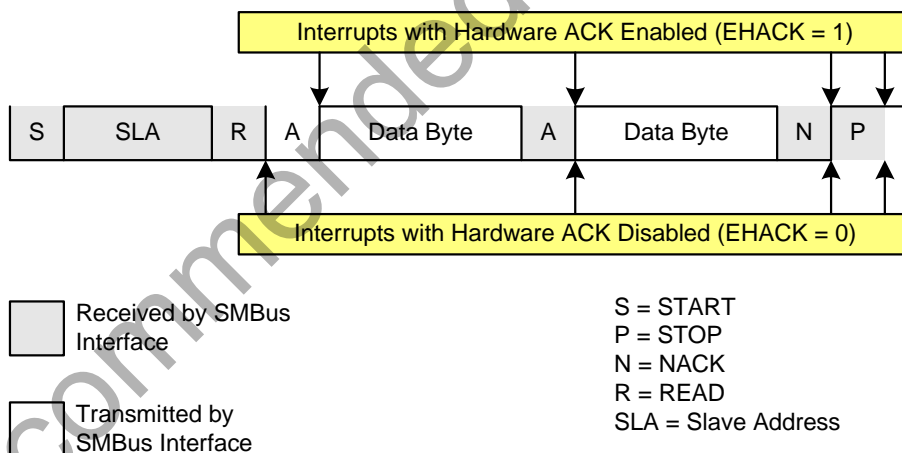 Interrupts with Hardware ACK Enabled (EHACK = 1)
S SLA R A Data Byte A Data Byte N P
Interrupts with Hardware ACK Disabled (EHACK = 0)
Received by SMBus
Interface
Transmitted by
SMBus Interface
S = START
P = STOP
N = NACK
R = READ
SLA = Slave Address
commended